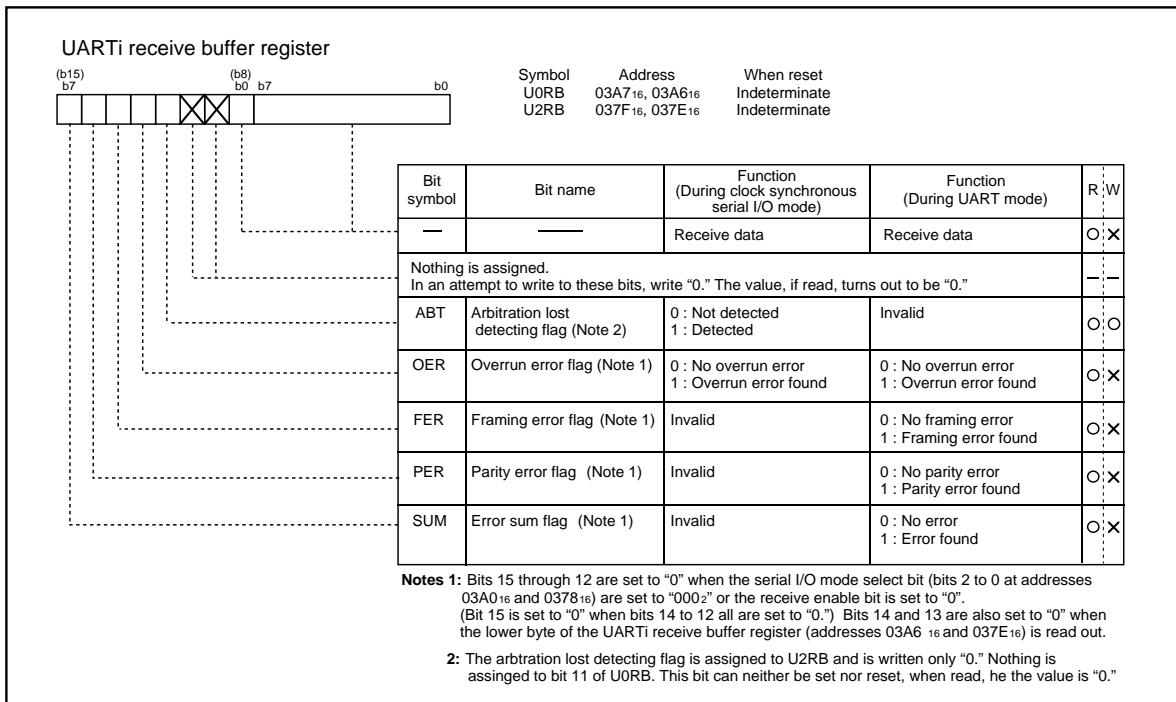 UARTi receive buffer register
(b15) (b8)
b7 b0 b7 b0
Symbol Address When reset
U0RB 03A7₁₆, 03A6₁₆ Indeterminate
U2RB 037F₁₆, 037E₁₆ Indeterminate
Bit symbol
Bit name
Function
(During clock synchronous
serial I/O mode)
Function
(During UART mode)
R W
— —
Receive data
Receive data
O X
Nothing is assigned.
In an attempt to write to these bits, write “0.” The value, if read, turns out to be “0.”
– –
ABT
Arbitration lost
detecting flag (Note 2)
0 : Not detected
1 : Detected
Invalid
O O
OER
Overrun error flag (Note 1)
0 : No overrun error
1 : Overrun error found
0 : No overrun error
1 : Overrun error found
O X
FER
Framing error flag (Note 1)
Invalid
0 : No framing error
1 : Framing error found
O X
PER
Parity error flag (Note 1)
Invalid
0 : No parity error
1 : Parity error found
O X
SUM
Error sum flag (Note 1)
Invalid
0 : No error
1 : Error found
O X
Notes 1: Bits 15 through 12 are set to “0” when the serial I/O mode select bit (bits 2 to 0 at addresses
03A0₁₆ and 0378₁₆) are set to “000₂” or the receive enable bit is set to “0”.
(Bit 15 is set to “0” when bits 14 to 12 all are set to “0.”) Bits 14 and 13 are also set to “0” when
the lower byte of the UARTi receive buffer register (addresses 03A6 ₁₆ and 037E₁₆) is read out.
2: The arbtration lost detecting flag is assigned to U2RB and is written only “0.” Nothing is
assinged to bit 11 of U0RB. This bit can neither be set nor reset, when read, he the value is “0.”